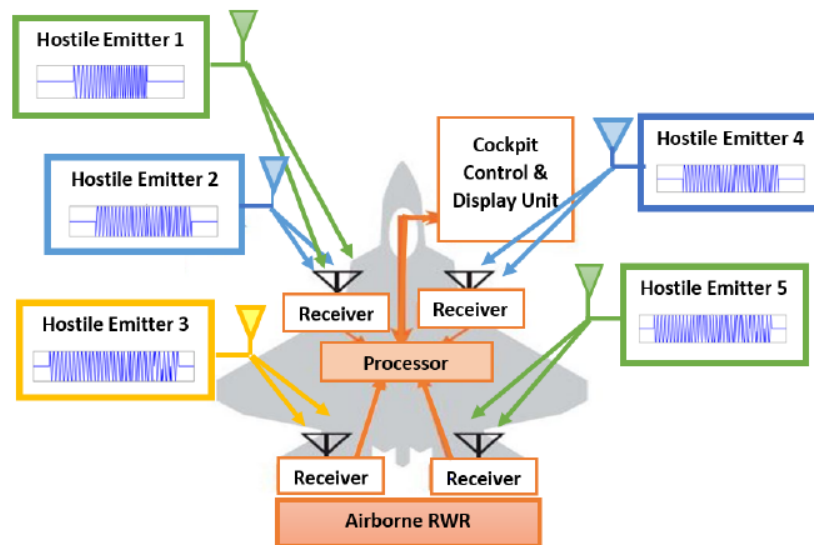 Hostile Emitter 1
Hostile Emitter 2
Hostile Emitter 3
Cockpit
Control &
Display Unit
Hostile Emitter 4
Hostile Emitter 5
Receiver
Receiver
Processor
Receiver
Receiver
Airborne RWR